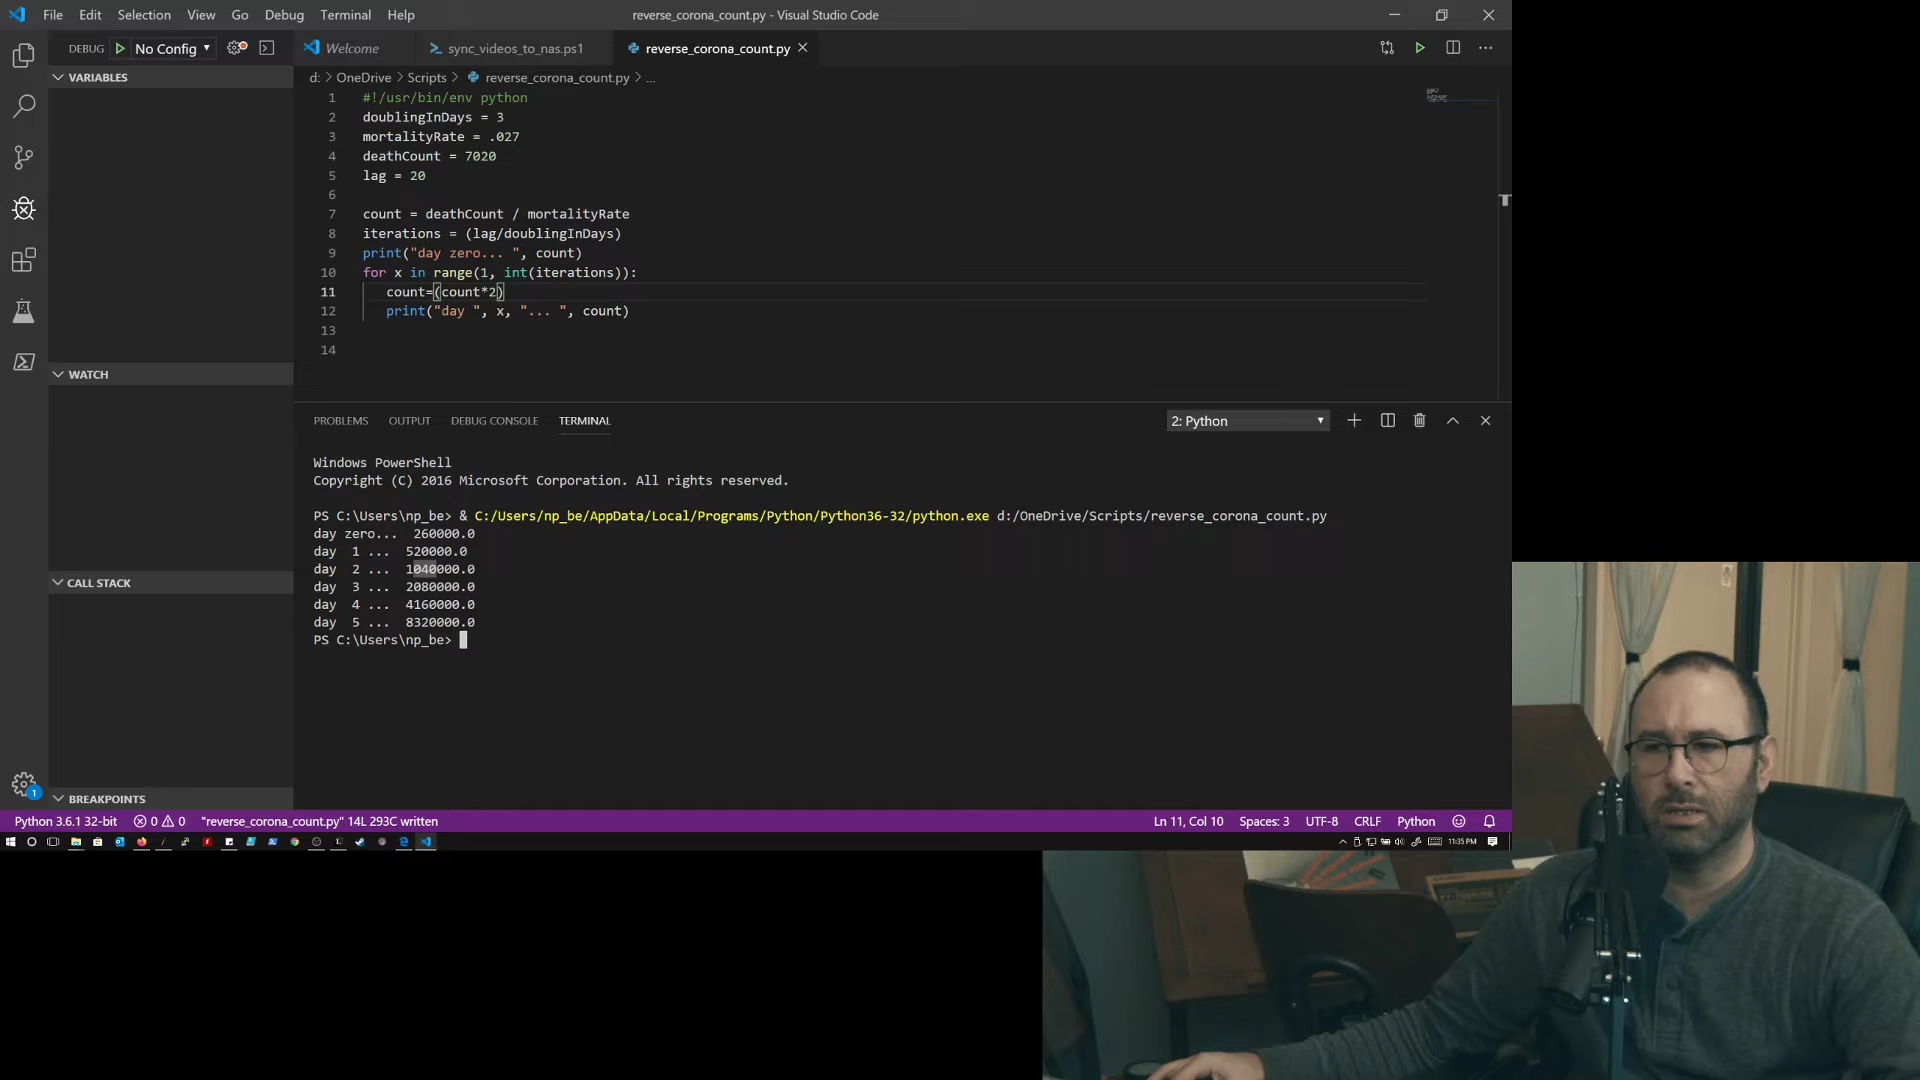 File Edit Selection View Go Debug Terminal Help
reverse_corona_count.py - Visual Studio Code
DEBUG No Config
Welcome
sync_videos_to_nas.ps1
reverse_corona_count.py
VARIABLES
d: > OneDrive > Scripts > reverse_corona_count.py > ...
1 #!/usr/bin/env python
2 doublingInDays = 3
3 mortalityRate = .027
4 deathCount = 7020
5 lag = 20
6
7 count = deathCount / mortalityRate
8 iterations = (lag/doublingInDays)
9 print("day zero... ", count)
10 for x in range(1, int(iterations)):
11 count=(count*2)
12 print("day ", x, "... ", count)
13
14
WATCH
CALL STACK
BREAKPOINTS
PROBLEMS OUTPUT DEBUG CONSOLE TERMINAL
2: Python
Windows PowerShell
Copyright (C) 2016 Microsoft Corporation. All rights reserved.
PS C:\Users\np_be> & C:/Users/np_be/AppData/Local/Programs/Python/Python36-32/python.exe d:/OneDrive/Scripts/reverse_corona_count.py
day zero... 260000.0
day 1 ... 520000.0
day 2 ... 1040000.0
day 3 ... 2080000.0
day 4 ... 4160000.0
day 5 ... 8320000.0
PS C:\Users\np_be>
1
Python 3.6.1 32-bit 0 0 "reverse_corona_count.py" 14L 293C written
Ln 11, Col 10 Spaces: 3 UTF-8 CRLF Python
11:35 PM